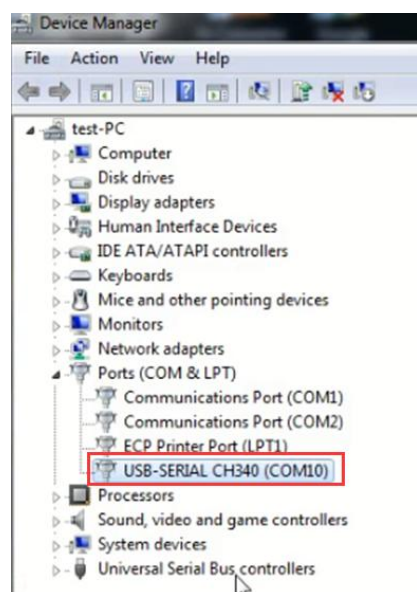 Device Manager
File Action View Help
test-PC
Computer
Disk drives
Display adapters
Human Interface Devices
IDE ATA/ATAPI controllers
Keyboards
Mice and other pointing devices
Monitors
Network adapters
Ports (COM & LPT)
Communications Port (COM1)
Communications Port (COM2)
ECP Printer Port (LPT1)
USB-SERIAL CH340 (COM10)
Processors
Sound, video and game controllers
System devices
Universal Serial Bus controllers